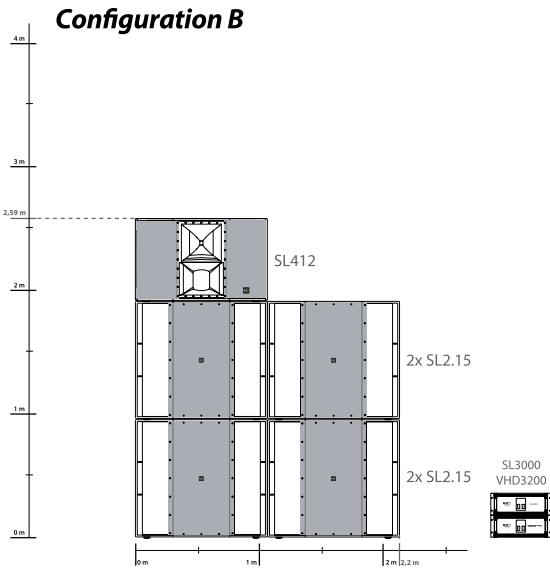 Configuration B
4 m
3 m
2,59 m
SL412
2 m
2x SL2.15
1 m
2x SL2.15
SL3000
VHD3200
0 m
0 m
1 m
2 m
2,2 m